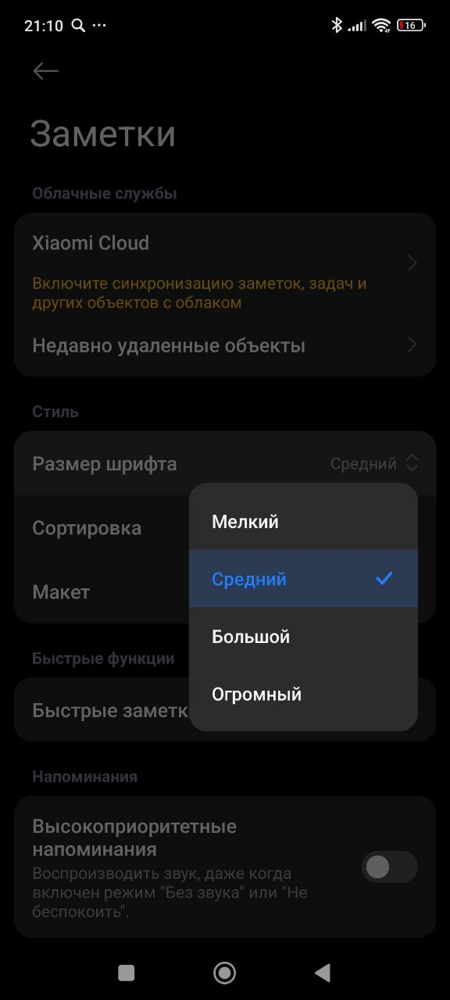 21:10
16
Заметки
Облачные службы
Xiaomi Cloud
Включите синхронизацию заметок, задач и
других объектов с облаком
Недавно удаленные объекты
Стиль
Размер шрифта Средний
Сортировка
Макет
Мелкий
Средний
Большой
Огромный
Быстрые функции
Быстрые заметк
Напоминания
Высокоприоритетные
напоминания
Воспроизводить звук, даже когда
включен режим "Без звука" или "Не
беспокоить".